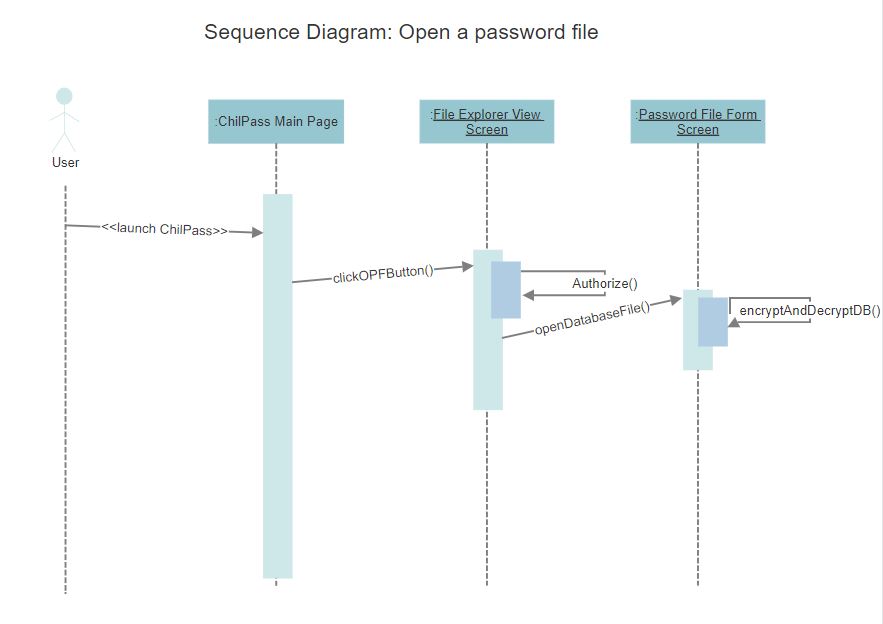 Sequence Diagram: Open a password file
:ChilPass Main Page
:File Explorer View
Screen
:Password File Form
Screen
User
<<launch ChilPass>>
clickOPFButton()
Authorize()
openDatabaseFile()
encryptAndDecryptDB()